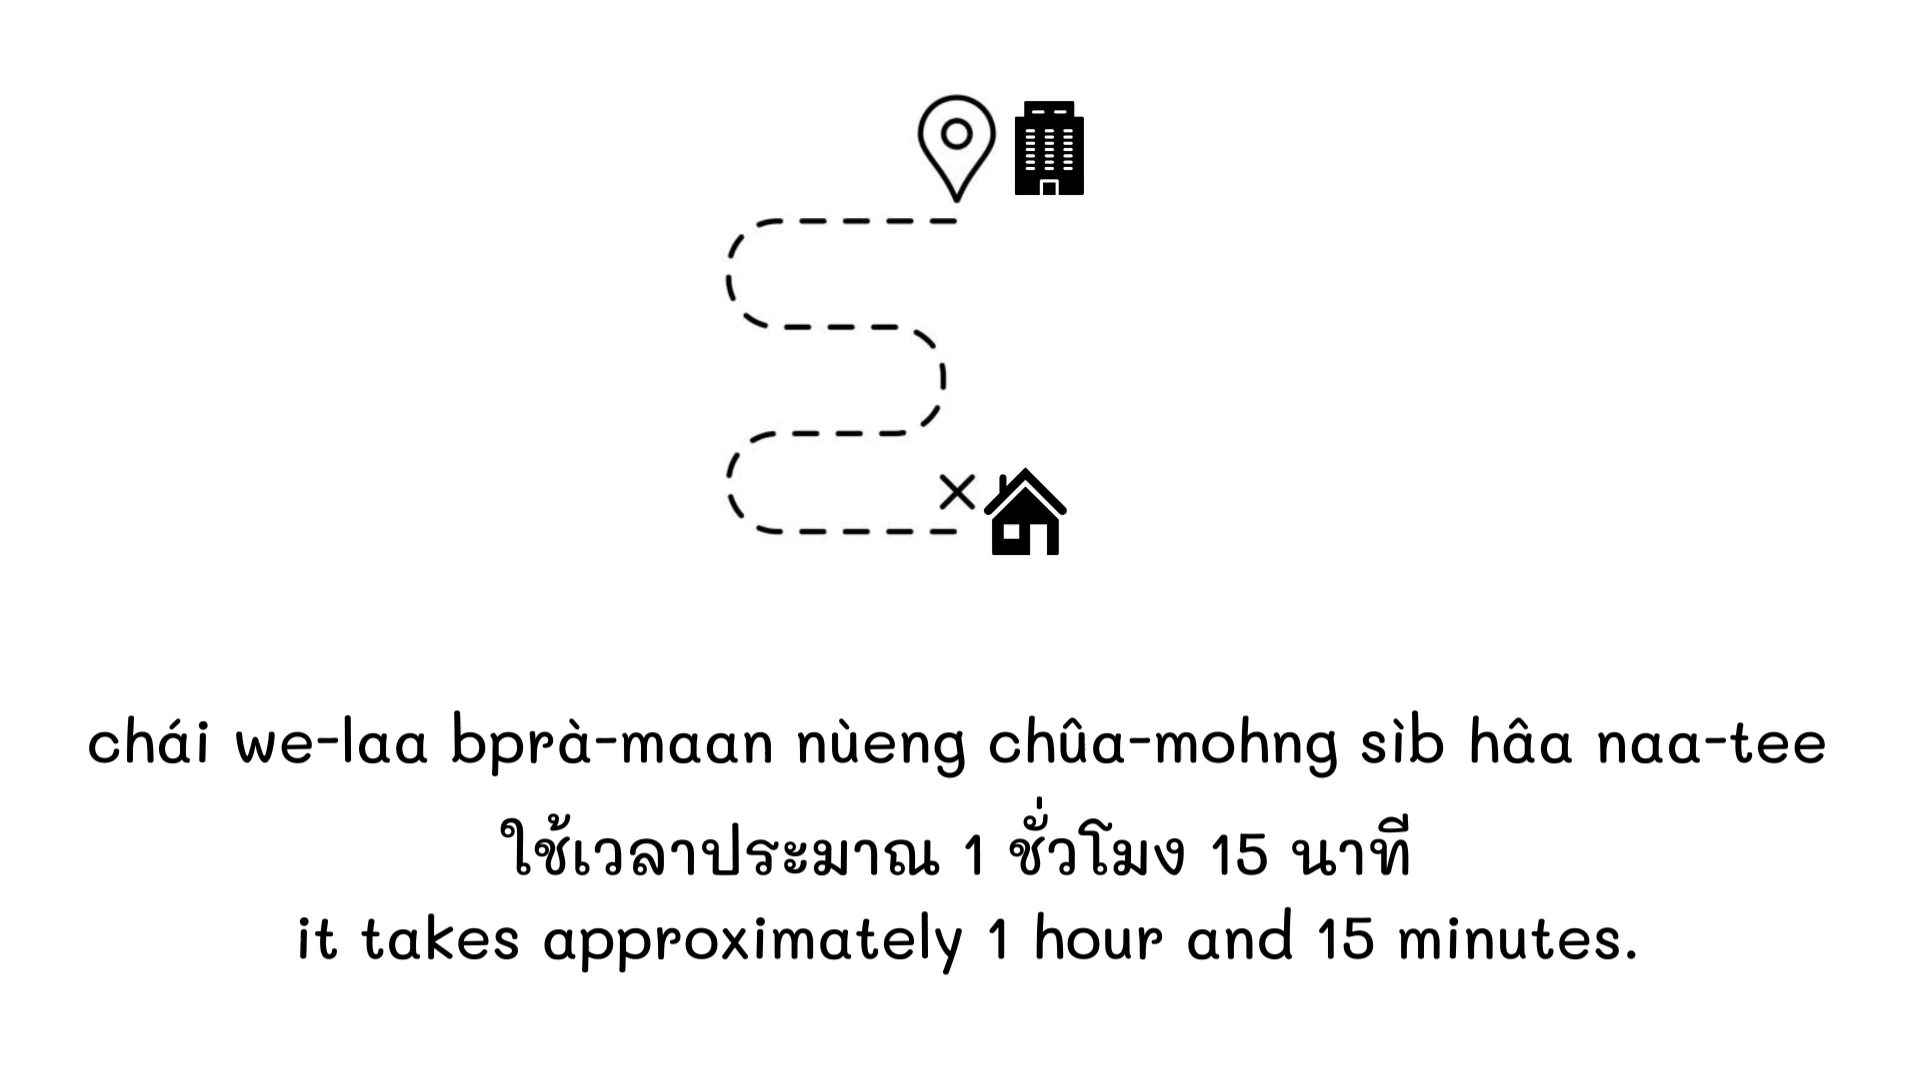 chái we-laa bprà-maan nùeng chûa-mohng sìb hâa naa-tee
ใช้เวลาประมาณ 1 ชั่วโมง 15 นาที
it takes approximately 1 hour and 15 minutes.